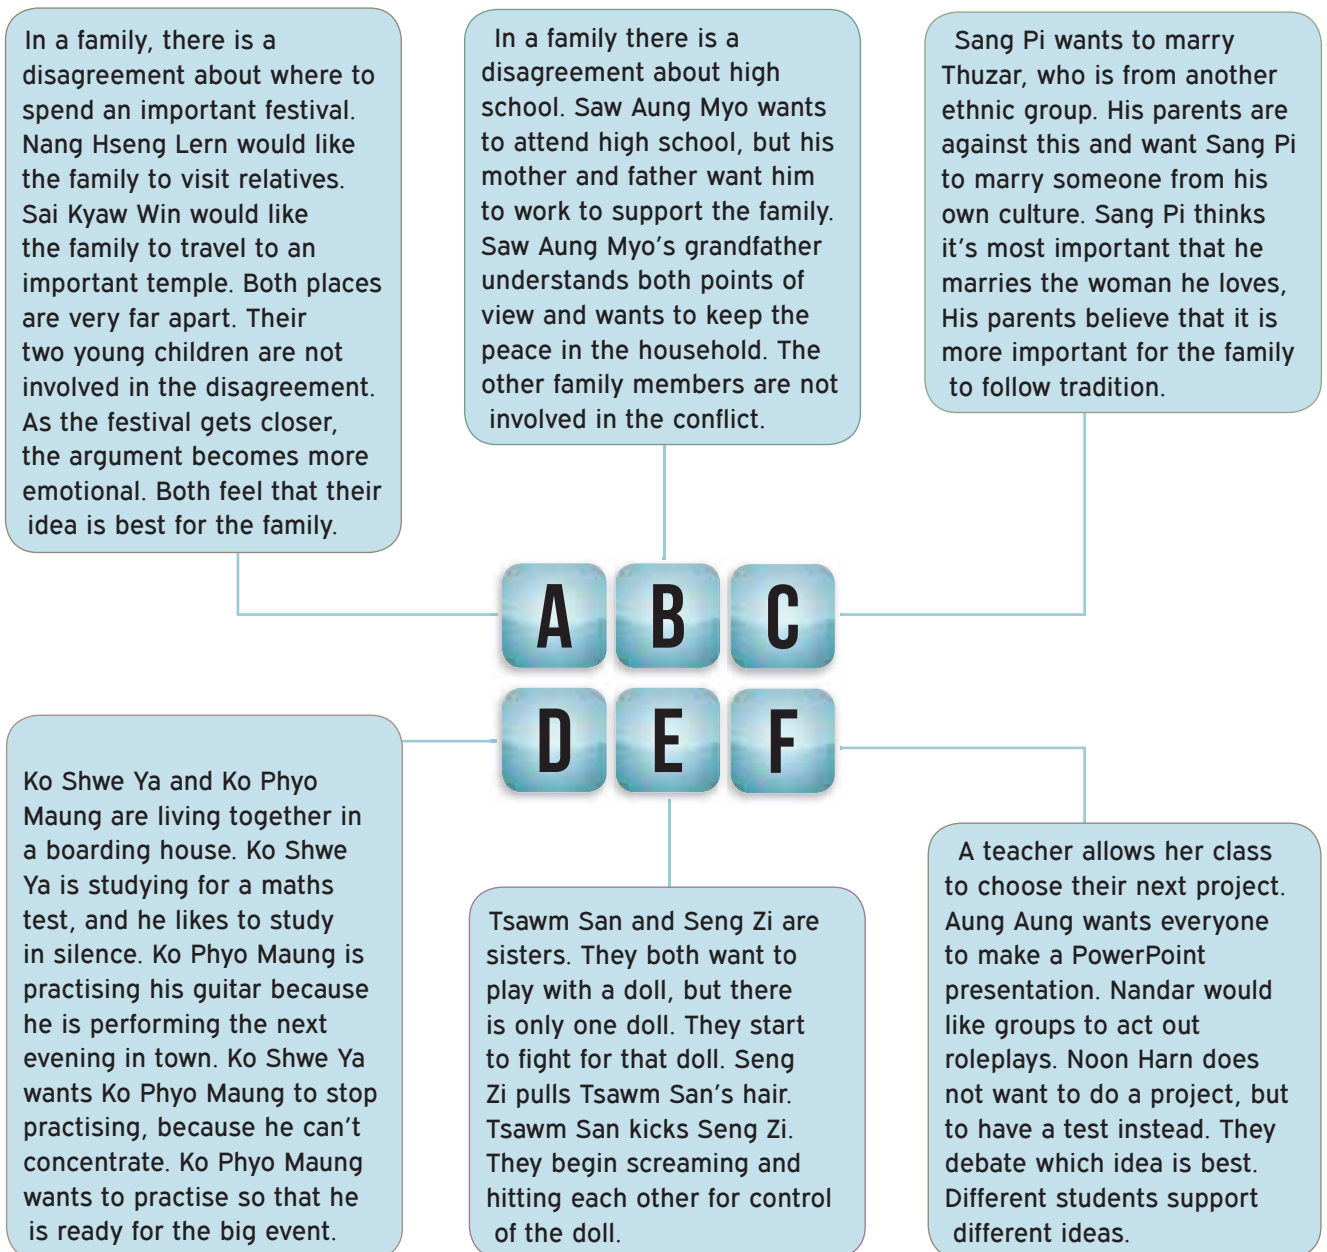 In a family, there is a
disagreement about where to
spend an important festival.
Nang Hseng Lern would like
the family to visit relatives.
Sai Kyaw Win would like
the family to travel to an
important temple. Both places
are very far apart. Their
two young children are not
involved in the disagreement.
As the festival gets closer,
the argument becomes more
emotional. Both feel that their
idea is best for the family.
In a family there is a
disagreement about high
school. Saw Aung Myo wants
to attend high school, but his
mother and father want him
to work to support the family.
Saw Aung Myo's grandfather
understands both points of
view and wants to keep the
peace in the household. The
other family members are not
involved in the conflict.
Sang Pi wants to marry
Thuzar, who is from another
ethnic group. His parents are
against this and want Sang Pi
to marry someone from his
own culture. Sang Pi thinks
it's most important that he
marries the woman he loves,
His parents believe that it is
more important for the family
to follow tradition.
A B C
D E F
Ko Shwe Ya and Ko Phyo
Maung are living together in
a boarding house. Ko Shwe
Ya is studying for a maths
test, and he likes to study
in silence. Ko Phyo Maung is
practising his guitar because
he is performing the next
evening in town. Ko Shwe Ya
wants Ko Phyo Maung to stop
practising, because he can't
concentrate. Ko Phyo Maung
wants to practise so that he
is ready for the big event.
Tsawm San and Seng Zi are
sisters. They both want to
play with a doll, but there
is only one doll. They start
to fight for that doll. Seng
Zi pulls Tsawm San's hair.
Tsawm San kicks Seng Zi.
They begin screaming and
hitting each other for control
of the doll.
A teacher allows her class
to choose their next project.
Aung Aung wants everyone
to make a PowerPoint
presentation. Nandar would
like groups to act out
roleplays. Noon Harn does
not want to do a project, but
to have a test instead. They
debate which idea is best.
Different students support
different ideas.